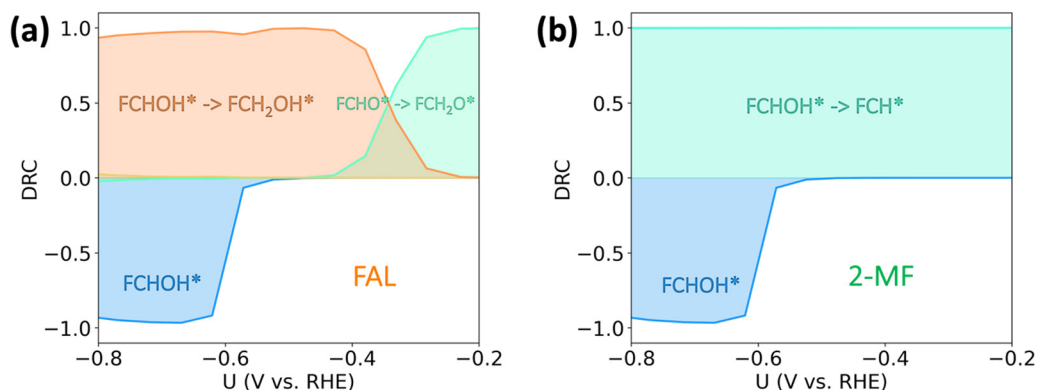 (a)
DRC
1.0
0.5
0.0
−0.5
−1.0
FCHOH* -> FCH₂OH*
FCHO* -> FCH₂O*
FCHOH*
FAL
−0.8
−0.6
−0.4
−0.2
U (V vs. RHE)
(b)
DRC
1.0
0.5
0.0
−0.5
−1.0
FCHOH* -> FCH*
FCHOH*
2-MF
−0.8
−0.6
−0.4
−0.2
U (V vs. RHE)